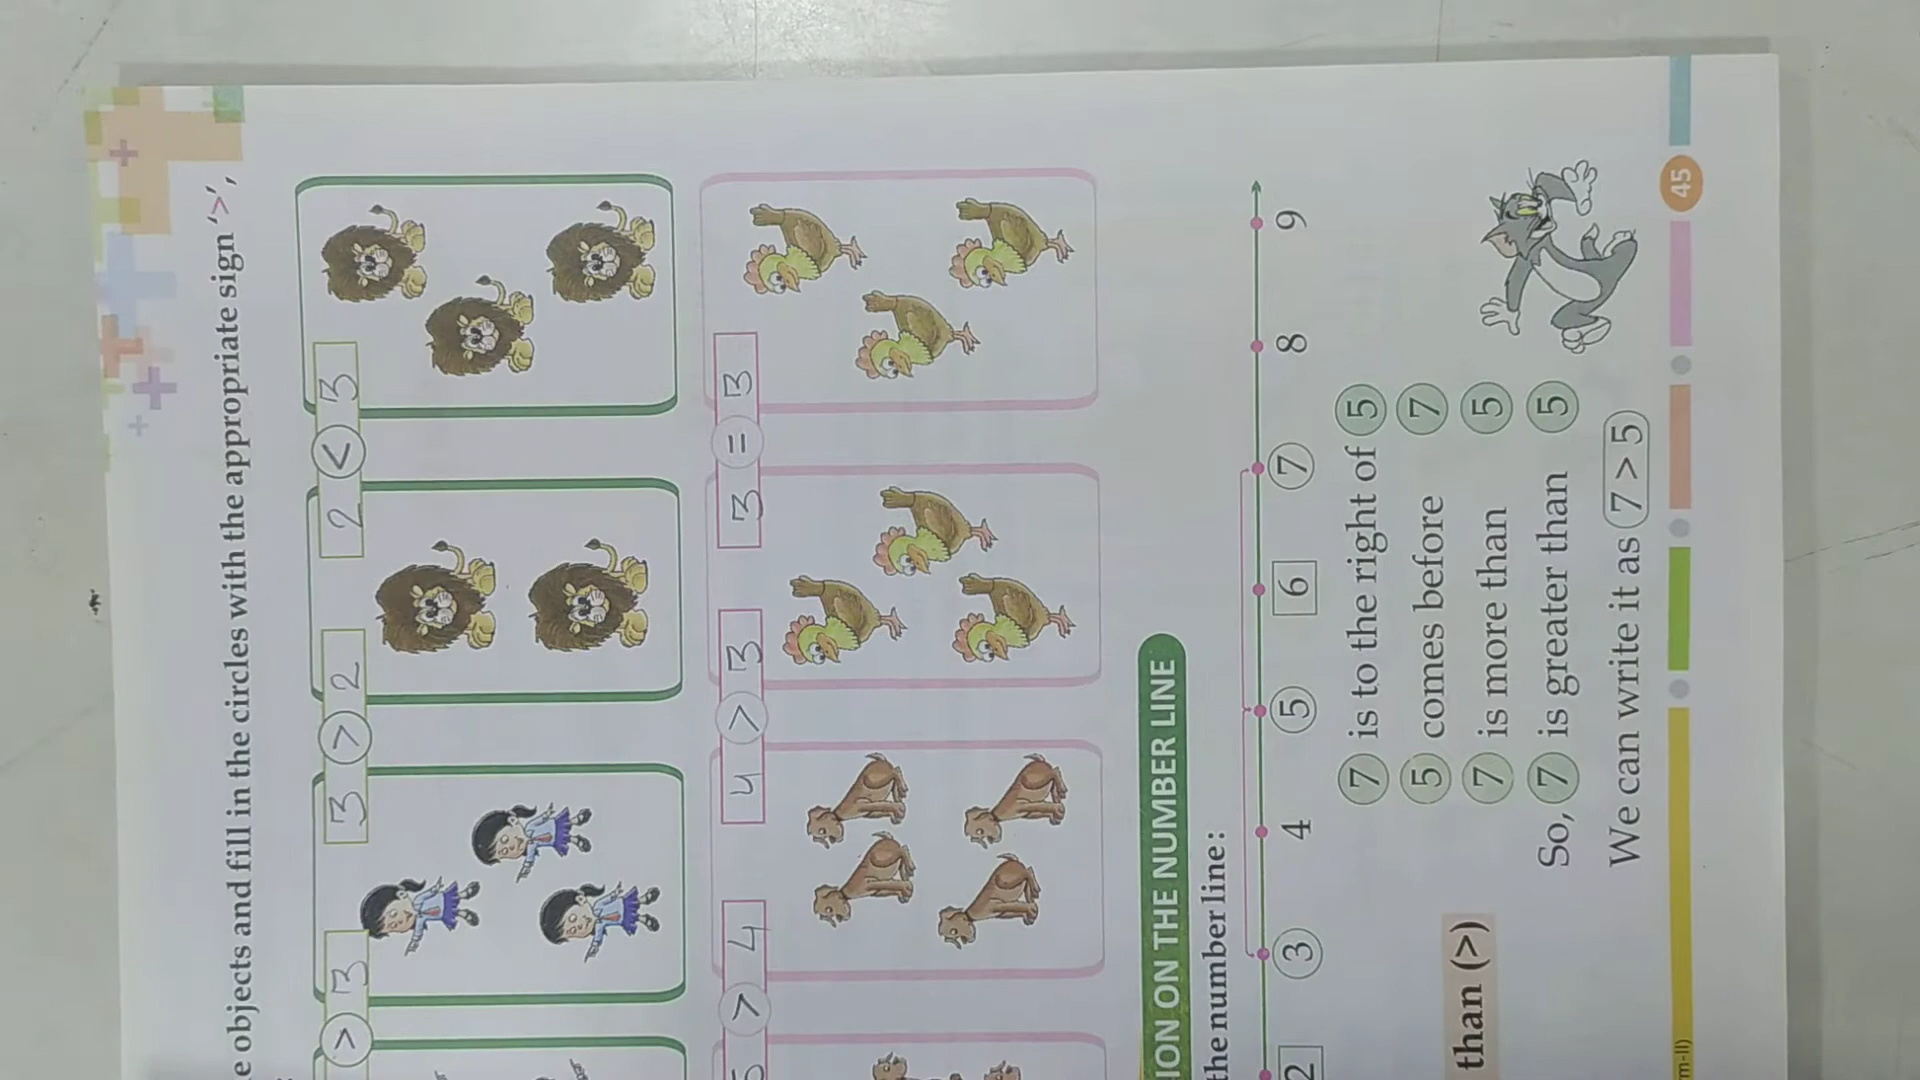 e objects and fill in the circles with the appropriate sign '>',
> 3 3 > 2 2 < 3
5 > 4 4 > 3 3 = 3
ION ON THE NUMBER LINE
the number line:
2 3 4 5 6 7 8 9
7 is to the right of 5
5 comes before 7
7 is more than 5
than (>)
So, 7 is greater than 5
We can write it as 7 > 5
m-II)
45